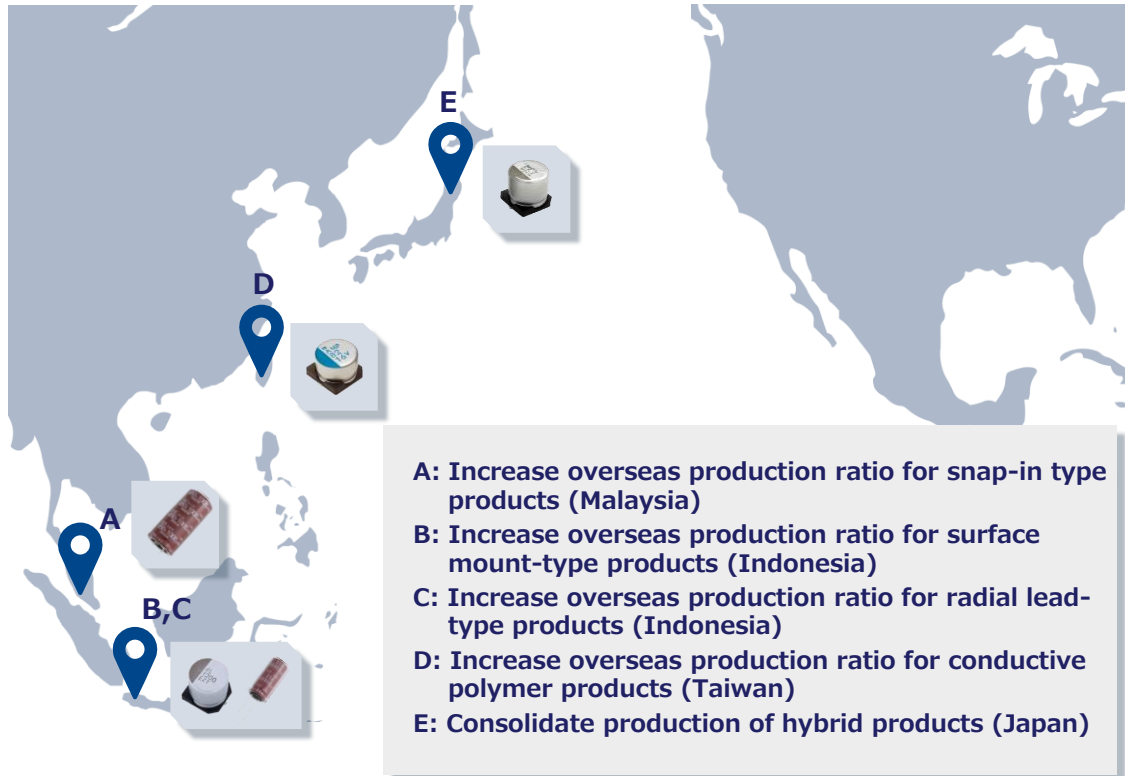 E
D
A
B,C
A: Increase overseas production ratio for snap-in type
products (Malaysia)
B: Increase overseas production ratio for surface
mount-type products (Indonesia)
C: Increase overseas production ratio for radial lead-
type products (Indonesia)
D: Increase overseas production ratio for conductive
polymer products (Taiwan)
E: Consolidate production of hybrid products (Japan)